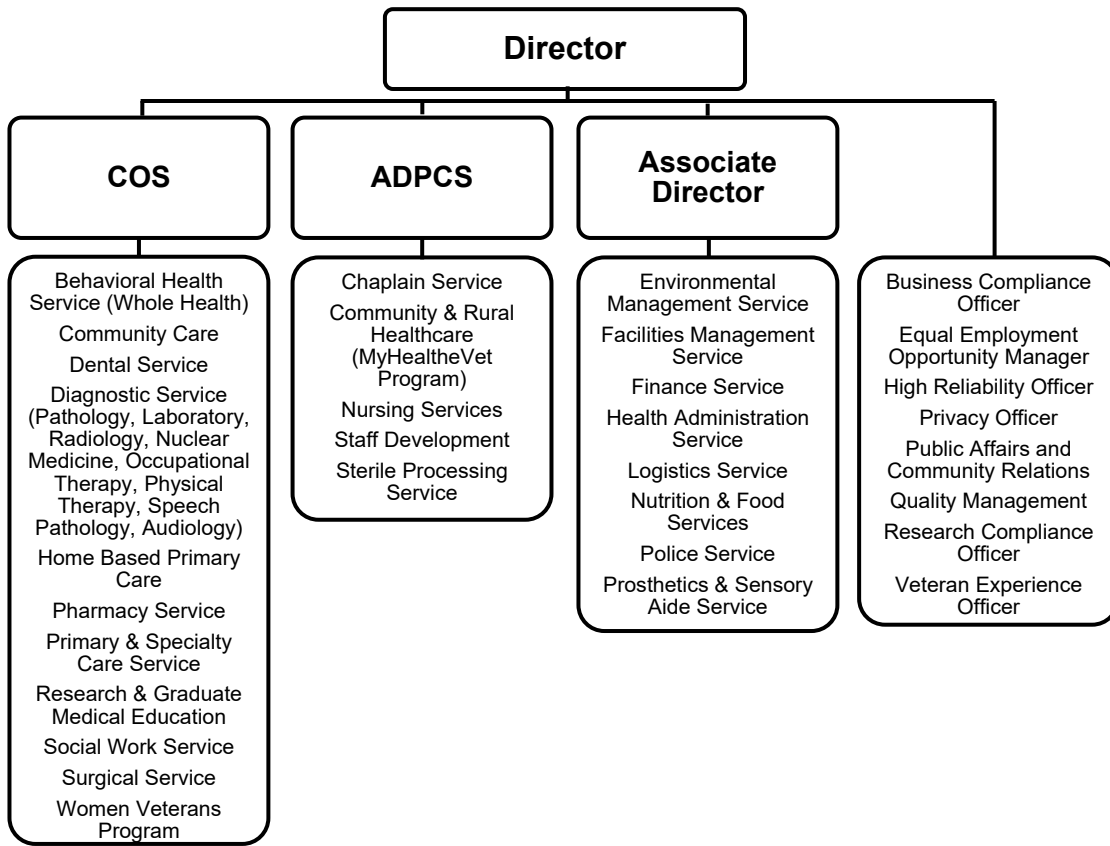 Director
COS
ADPCS
Associate
Director
Behavioral Health
Service (Whole Health)
Community Care
Dental Service
Diagnostic Service
(Pathology, Laboratory,
Radiology, Nuclear
Medicine, Occupational
Therapy, Physical
Therapy, Speech
Pathology, Audiology)
Home Based Primary
Care
Pharmacy Service
Primary & Specialty
Care Service
Research & Graduate
Medical Education
Social Work Service
Surgical Service
Women Veterans
Program
Chaplain Service
Community & Rural
Healthcare
(MyHealtheVet
Program)
Nursing Services
Staff Development
Sterile Processing
Service
Environmental
Management Service
Facilities Management
Service
Finance Service
Health Administration
Service
Logistics Service
Nutrition & Food
Services
Police Service
Prosthetics & Sensory
Aide Service
Business Compliance
Officer
Equal Employment
Opportunity Manager
High Reliability Officer
Privacy Officer
Public Affairs and
Community Relations
Quality Management
Research Compliance
Officer
Veteran Experience
Officer